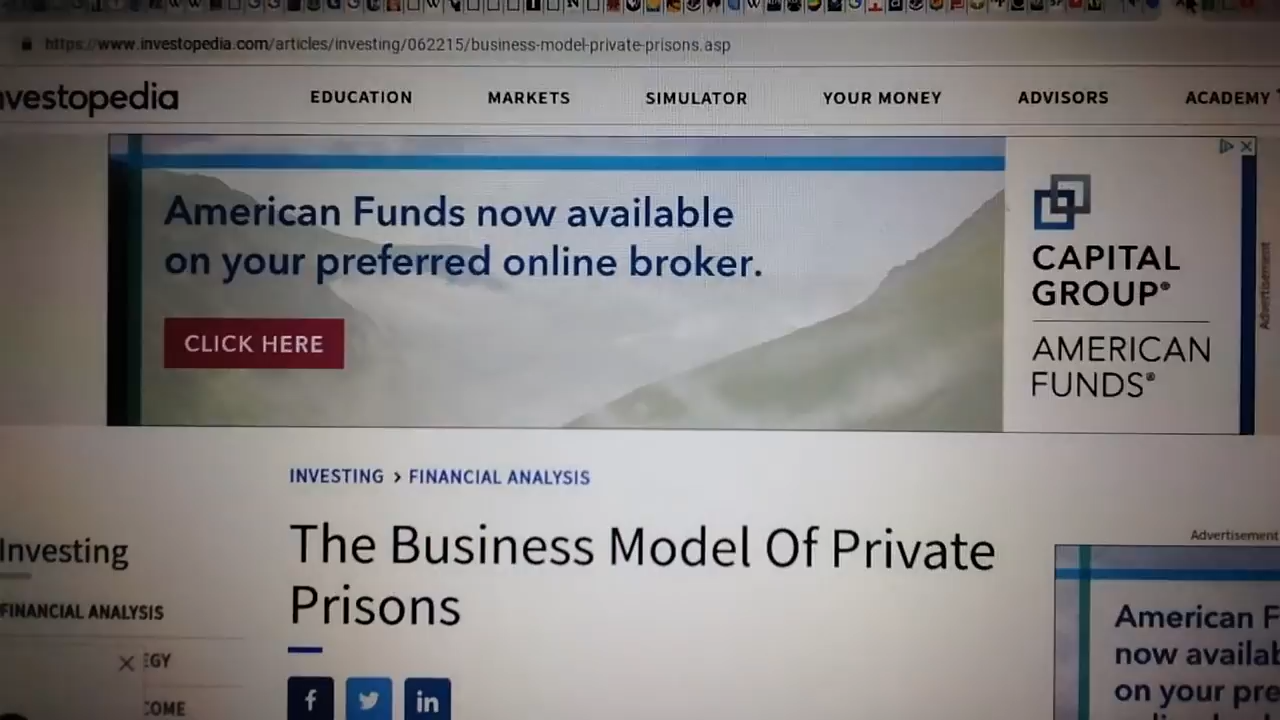 https://www.investopedia.com/articles/investing/062215/business-model-private-prisons.asp
nvestopedia
EDUCATION MARKETS SIMULATOR YOUR MONEY ADVISORS ACADEMY
American Funds now available
on your preferred online broker.
CLICK HERE
CAPITAL
GROUP®
AMERICAN
FUNDS®
Advertisement
INVESTING > FINANCIAL ANALYSIS
The Business Model Of Private
Prisons
f in
Investing
FINANCIAL ANALYSIS
EGY
COME
Advertisement
American F
now availab
on your pre